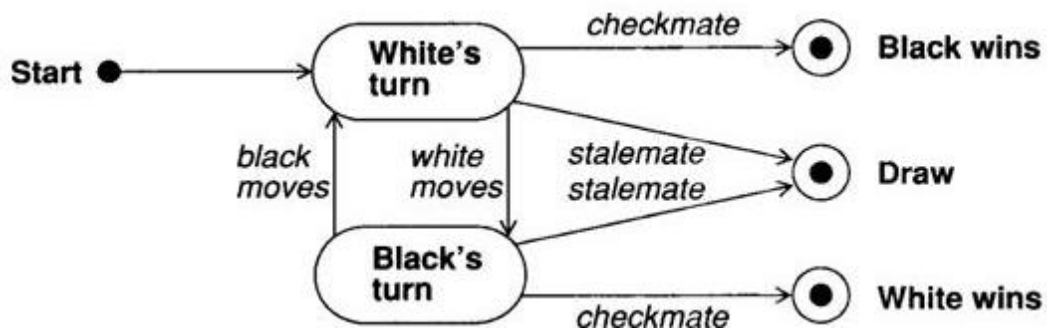 checkmate
White's
turn
Black wins
Start
black
moves
white
moves
stalemate
stalemate
Draw
Black's
turn
checkmate
White wins